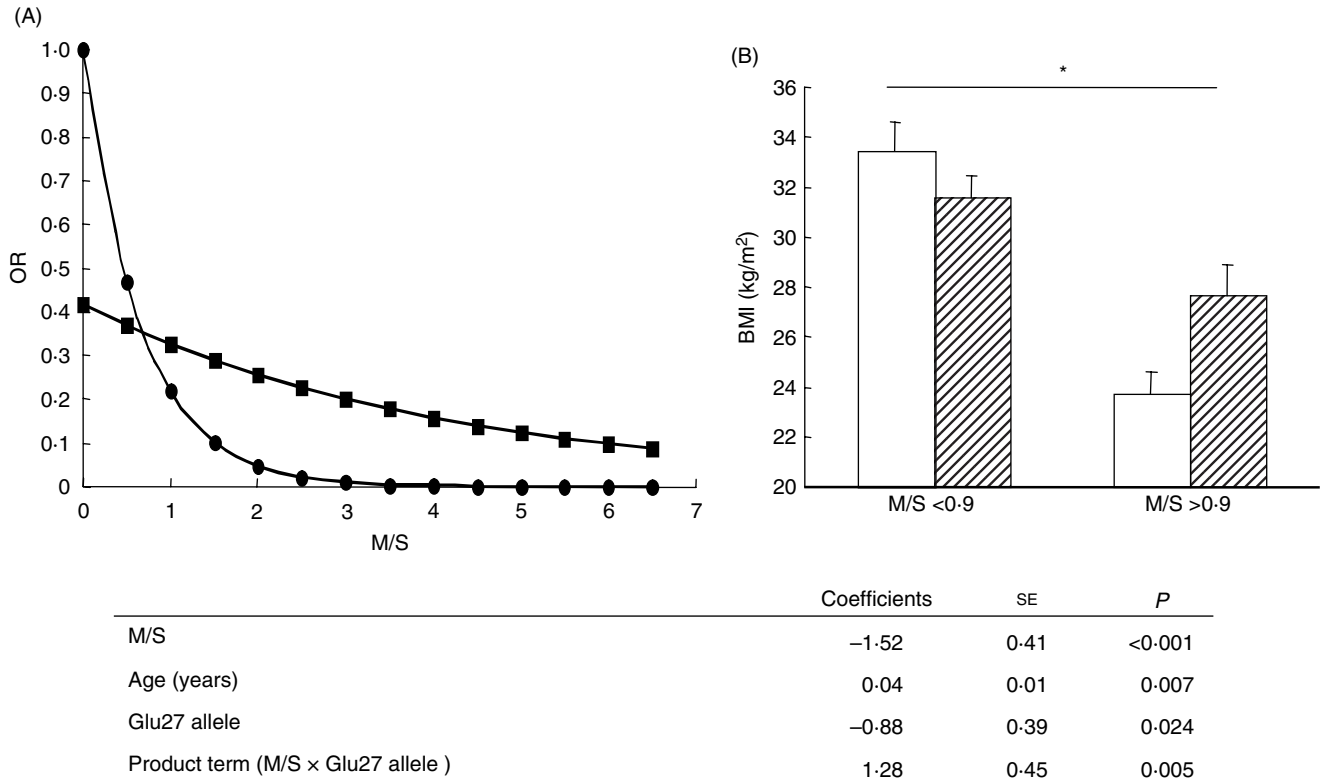 (A)
1·0
0·9
0·8
0·7
0·6
0·5
0·4
0·3
0·2
0·1
0
OR
0 1 2 3 4 5 6 7
M/S
(B)
*
36
34
32
30
28
26
24
22
20
BMI (kg/m²)
M/S <0·9 M/S >0·9
Coefficients SE P
M/S –1·52 0·41 <0·001
Age (years) 0·04 0·01 0·007
Glu27 allele –0·88 0·39 0·024
Product term (M/S × Glu27 allele ) 1·28 0·45 0·005